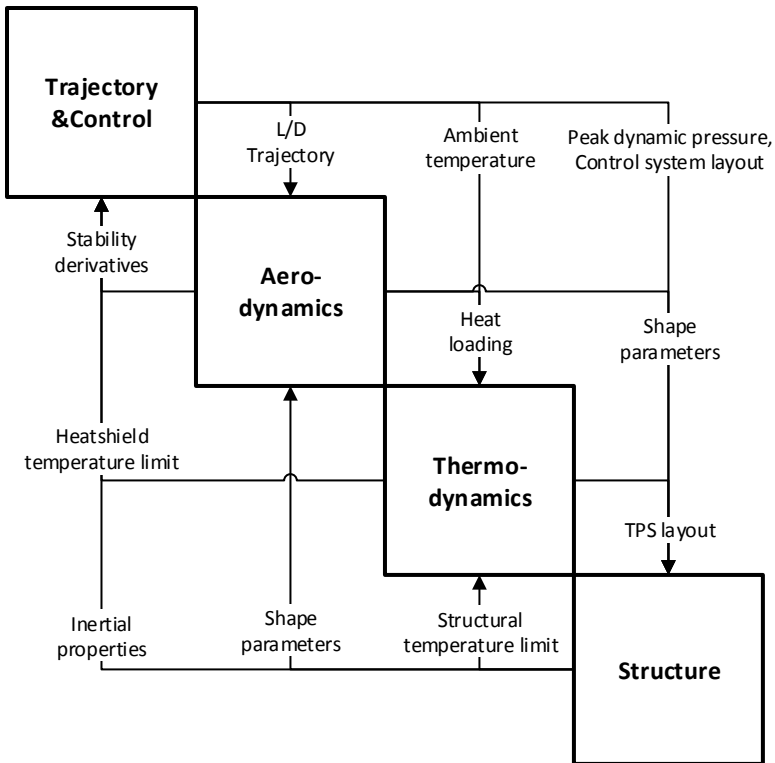 Trajectory
&Control
L/D
Trajectory
Ambient
temperature
Peak dynamic pressure,
Control system layout
Stability
derivatives
Aero-
dynamics
Heat
loading
Shape
parameters
Heatshield
temperature limit
Thermo-
dynamics
TPS layout
Inertial
properties
Shape
parameters
Structural
temperature limit
Structure